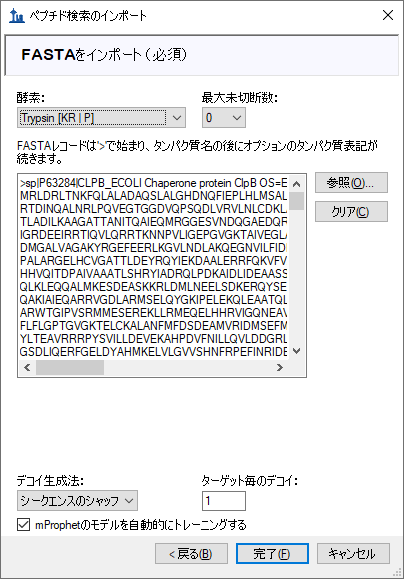 ペプチド検索のインポート
FASTAをインポート（必須）
酵素:
最大未切断数:
Trypsin [KR | P]
0
FASTAレコードは'>'で始まり、タンパク質名の後にオプションのタンパク質表記が
続きます。
>sp|P63284|CLPB_ECOLI Chaperone protein ClpB OS=E
MRLDRLTNKFQLALADAQSLALGHDNQFIEPLHLMSAL
RTDINQALNRLPQVEGTGGDVQPSQDLVRVLNLCDKL
TLADILKAAGATTANITQAIEQMRGGESVNDQGAEDQR
IGRDEEIRRTIQVLQRRTKNNPVLIGEPGVGKTAIVEGLA
DMGALVAGAKYRGEFEERLKGVLNDLAKQEGNVILFID
PALARGELHCVGATTLDEYRQYIEKDAALERRFQKVFV
HHVQITDPAIVAAATLSHRYIADRQLPDKAIDLIDEAASS
QLKLEQQALMKESDEASKKRLDMLNEELSDKERQYSE
QAKIAIEQARRVGDLARMSELQYGKIPELEKQLEAATQL
ARWTGIPVSRMMESEREKLLRMEQELHHRVIGQNEAV
FLFLGPTGVGKTELCKALANFMFDSDEAMVRIDMSEFM
YLTEAVRRRPYSVILLDEVEKAHPDVFNILLQVLDDGRL
GSDLIQERFGELDYAHMKELVLGVVSHNFRPEFINRIDE
参照(O)...
クリア(C)
デコイ生成法:
ターゲット毎のデコイ:
シークエンスのシャッフ
1
mProphetのモデルを自動的にトレーニングする
< 戻る(B)
完了(F)
キャンセル